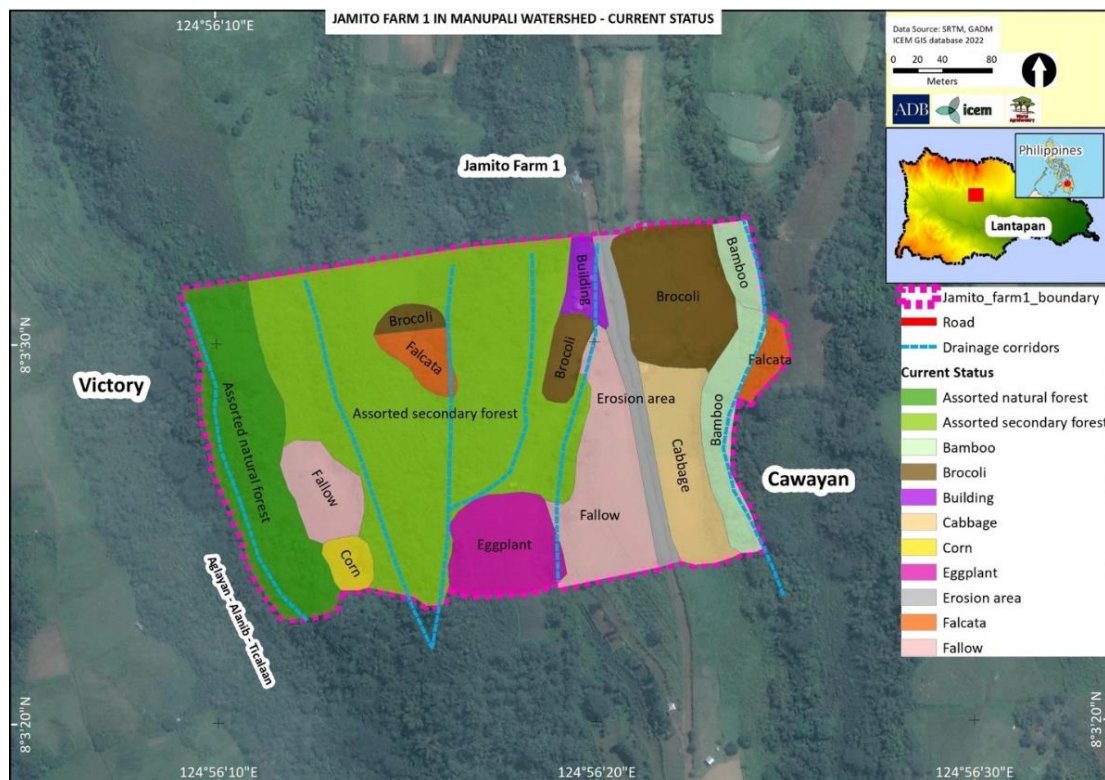 JAMITO FARM 1 IN MANUPALI WATERSHED - CURRENT STATUS
124°56'10"E
Data Source: SRTM, GADM
ICEM GIS database 2022
0 20 40 80
Meters
ADB
icem
World
Agroforestry
Philippines
Lantapan
Jamito Farm 1
8°3'30"N
Victory
Cawayan
Aglayan - Alanib - Ticalaan
Assorted natural forest
Assorted secondary forest
Brocoli
Falcata
Fallow
Corn
Eggplant
Building
Brocoli
Fallow
Erosion area
Brocoli
Cabbage
Bamboo
Bamboo
Falcata
Jamito_farm1_boundary
Road
Drainage corridors
Current Status
Assorted natural forest
Assorted secondary forest
Bamboo
Brocoli
Building
Cabbage
Corn
Eggplant
Erosion area
Falcata
Fallow
8°3'20"N
8°3'20"N
124°56'10"E
124°56'20"E
124°56'30"E